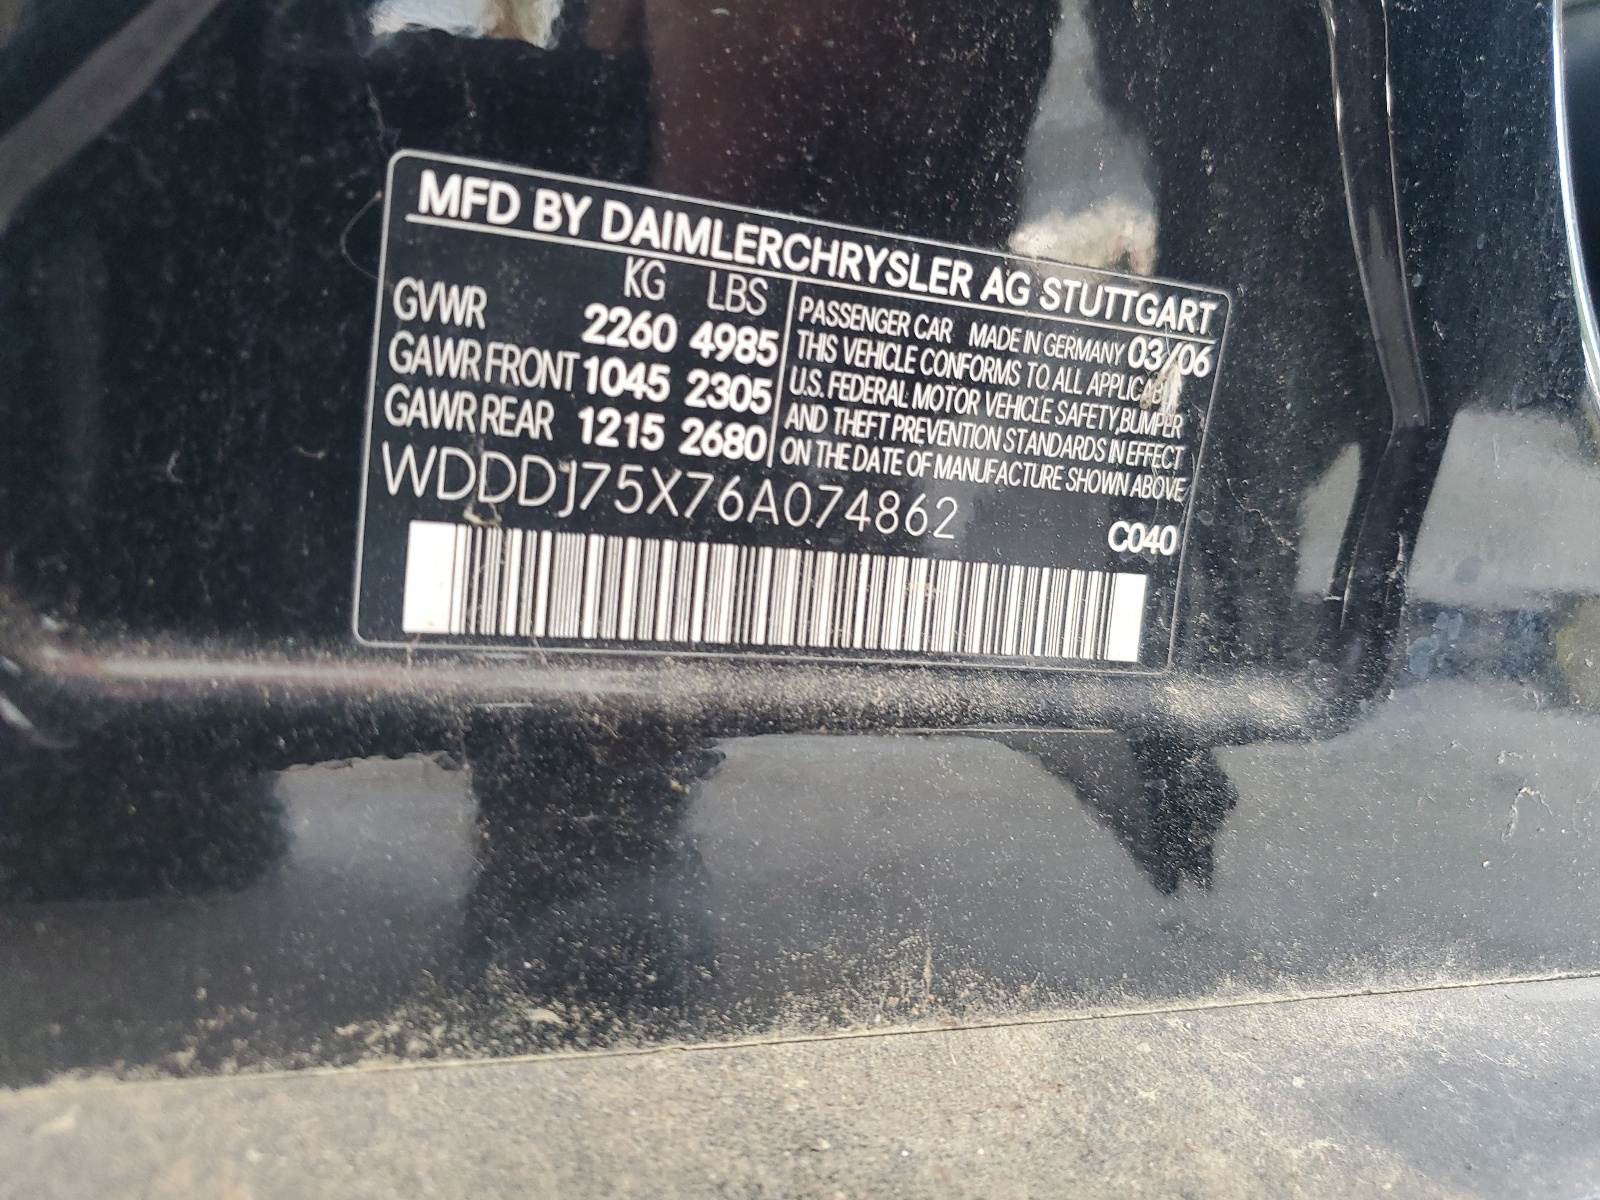 MFD BY DAIMLERCHRYSLER AG STUTTGART
KG LBS
GVWR 2260 4985
GAWR FRONT 1045 2305
GAWR REAR 1215 2680
PASSENGER CAR MADE IN GERMANY 03/06
THIS VEHICLE CONFORMS TO ALL APPLICABLE
U.S. FEDERAL MOTOR VEHICLE SAFETY,BUMPER
AND THEFT PREVENTION STANDARDS IN EFFECT
ON THE DATE OF MANUFACTURE SHOWN ABOVE
WDDDJ75X76A074862
C040